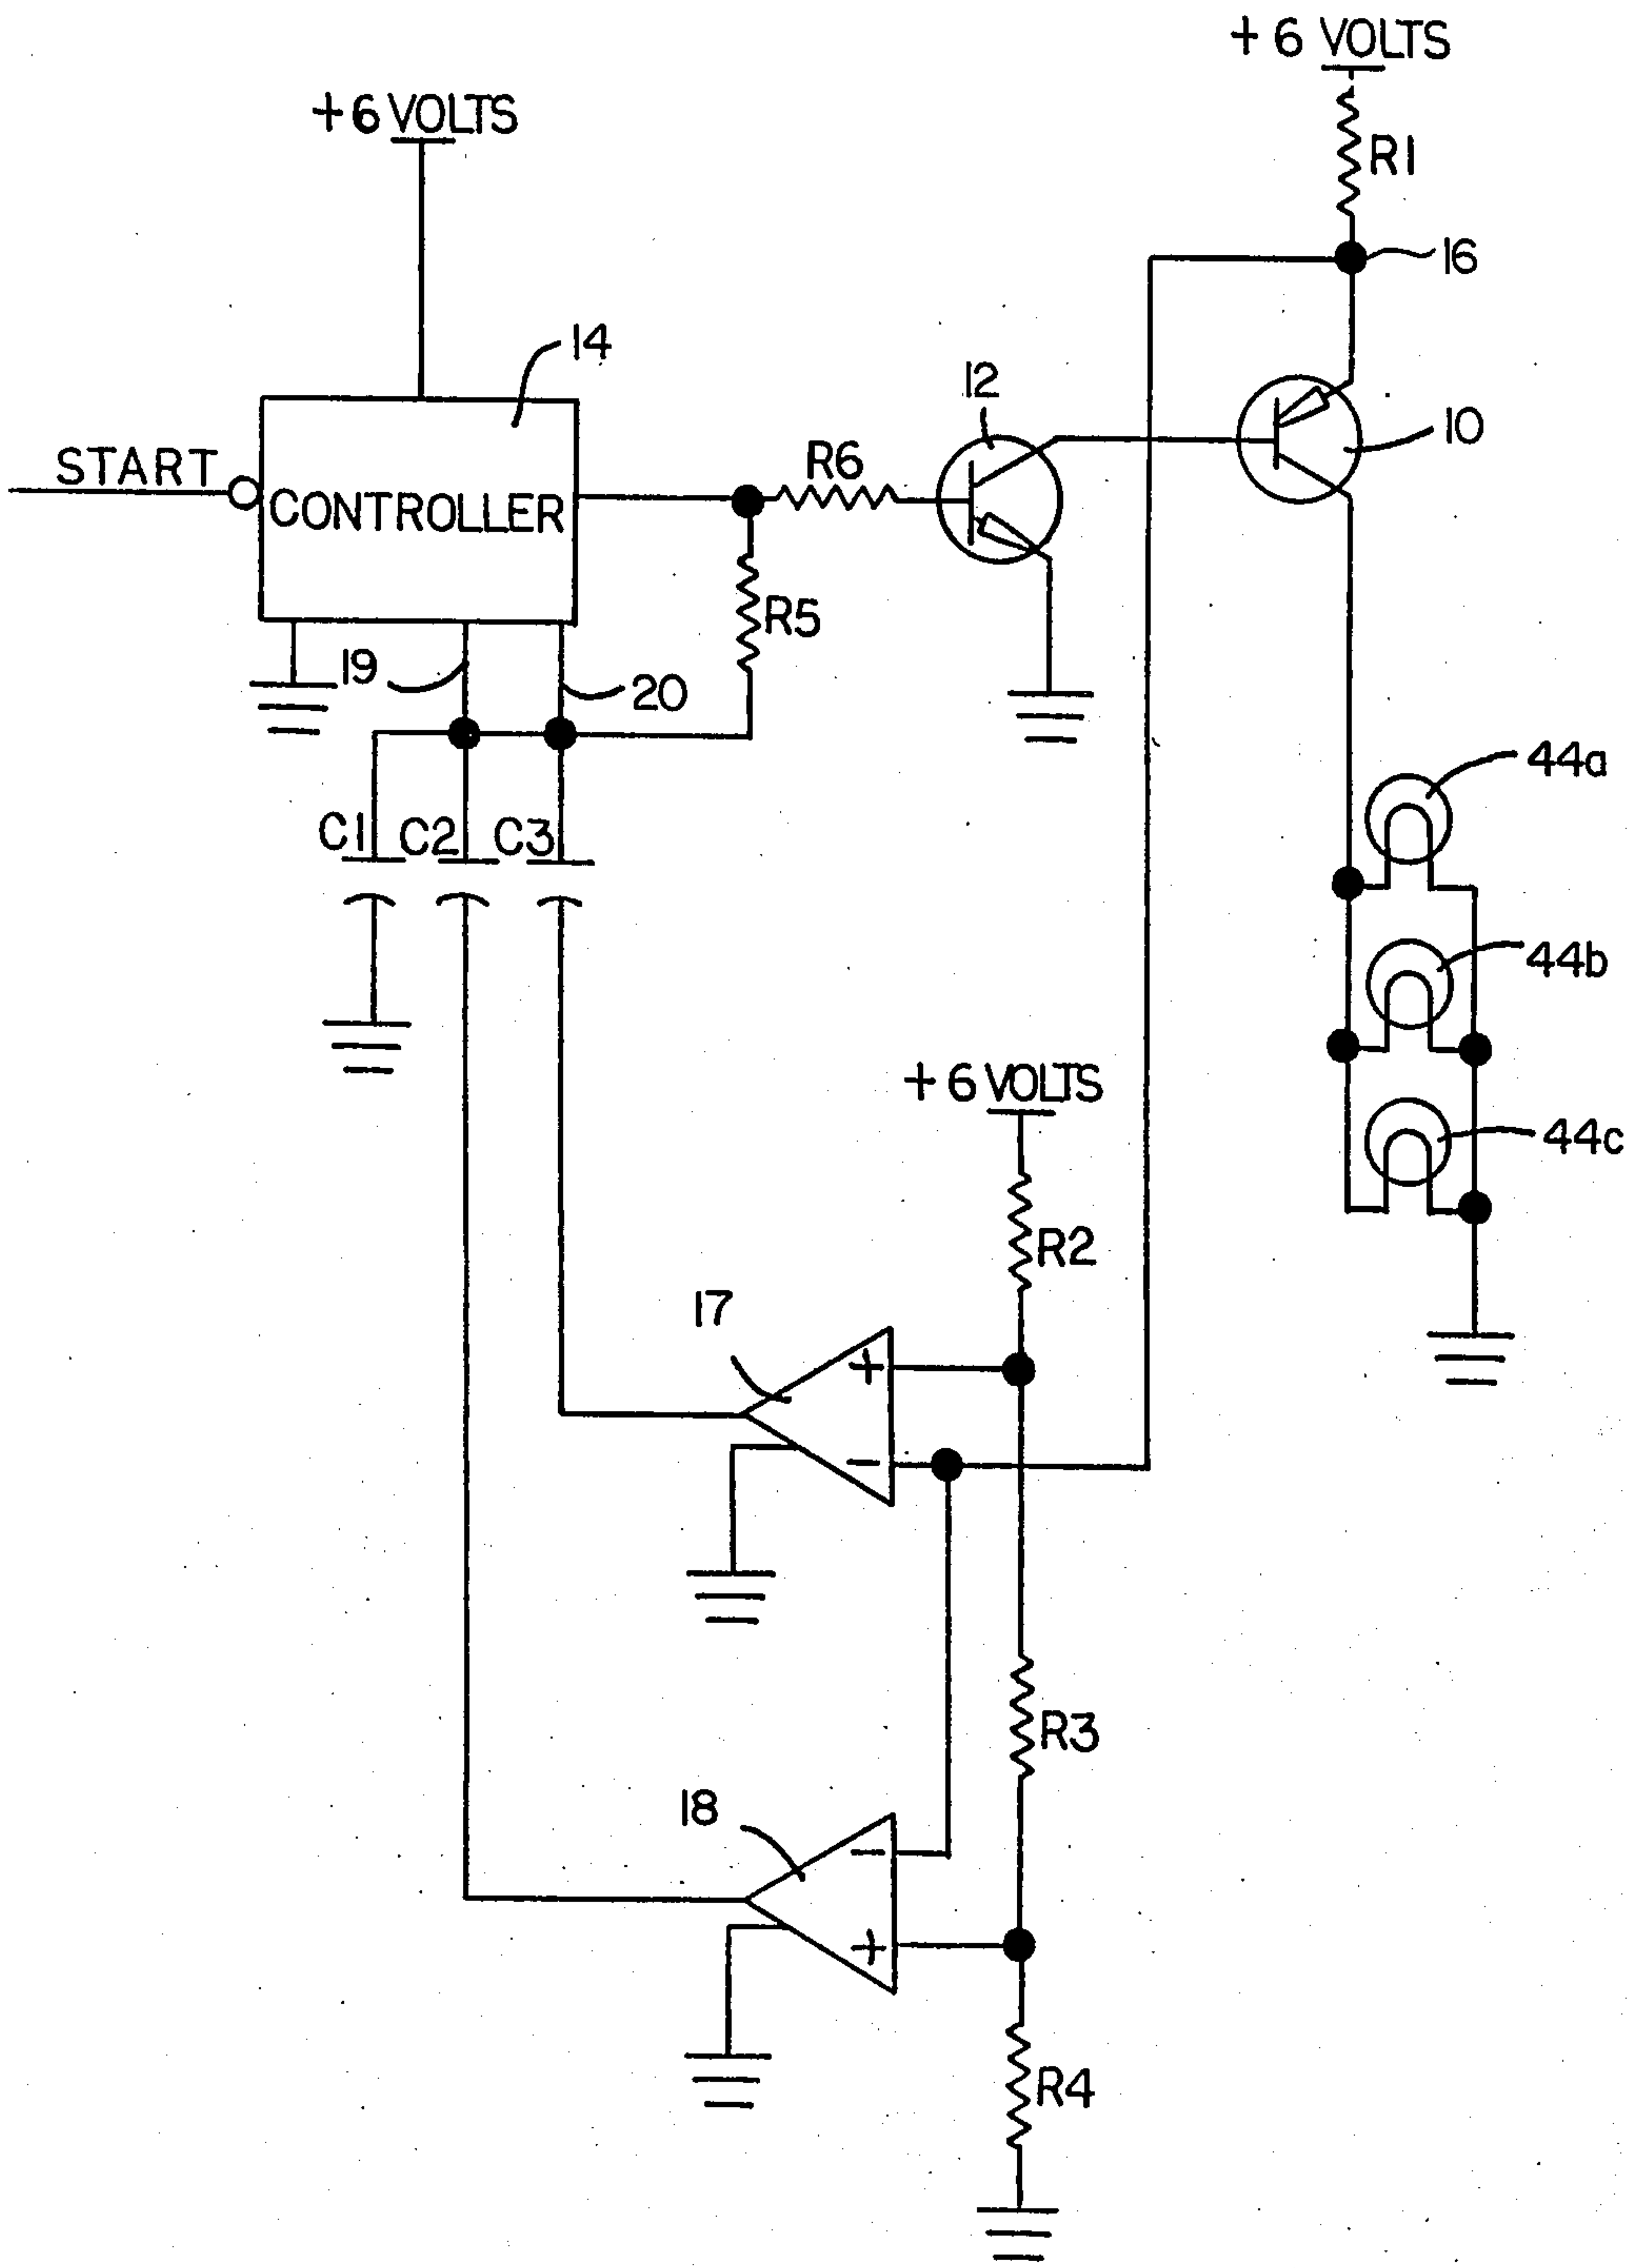 + 6 VOLTS
+ 6 VOLTS
R1
16
14
12
10
START
R6
CONTROLLER
R5
19
20
44a
C1 C2 C3
44b
+ 6 VOLTS
44c
R2
17
+
−
R3
18
−
+
R4